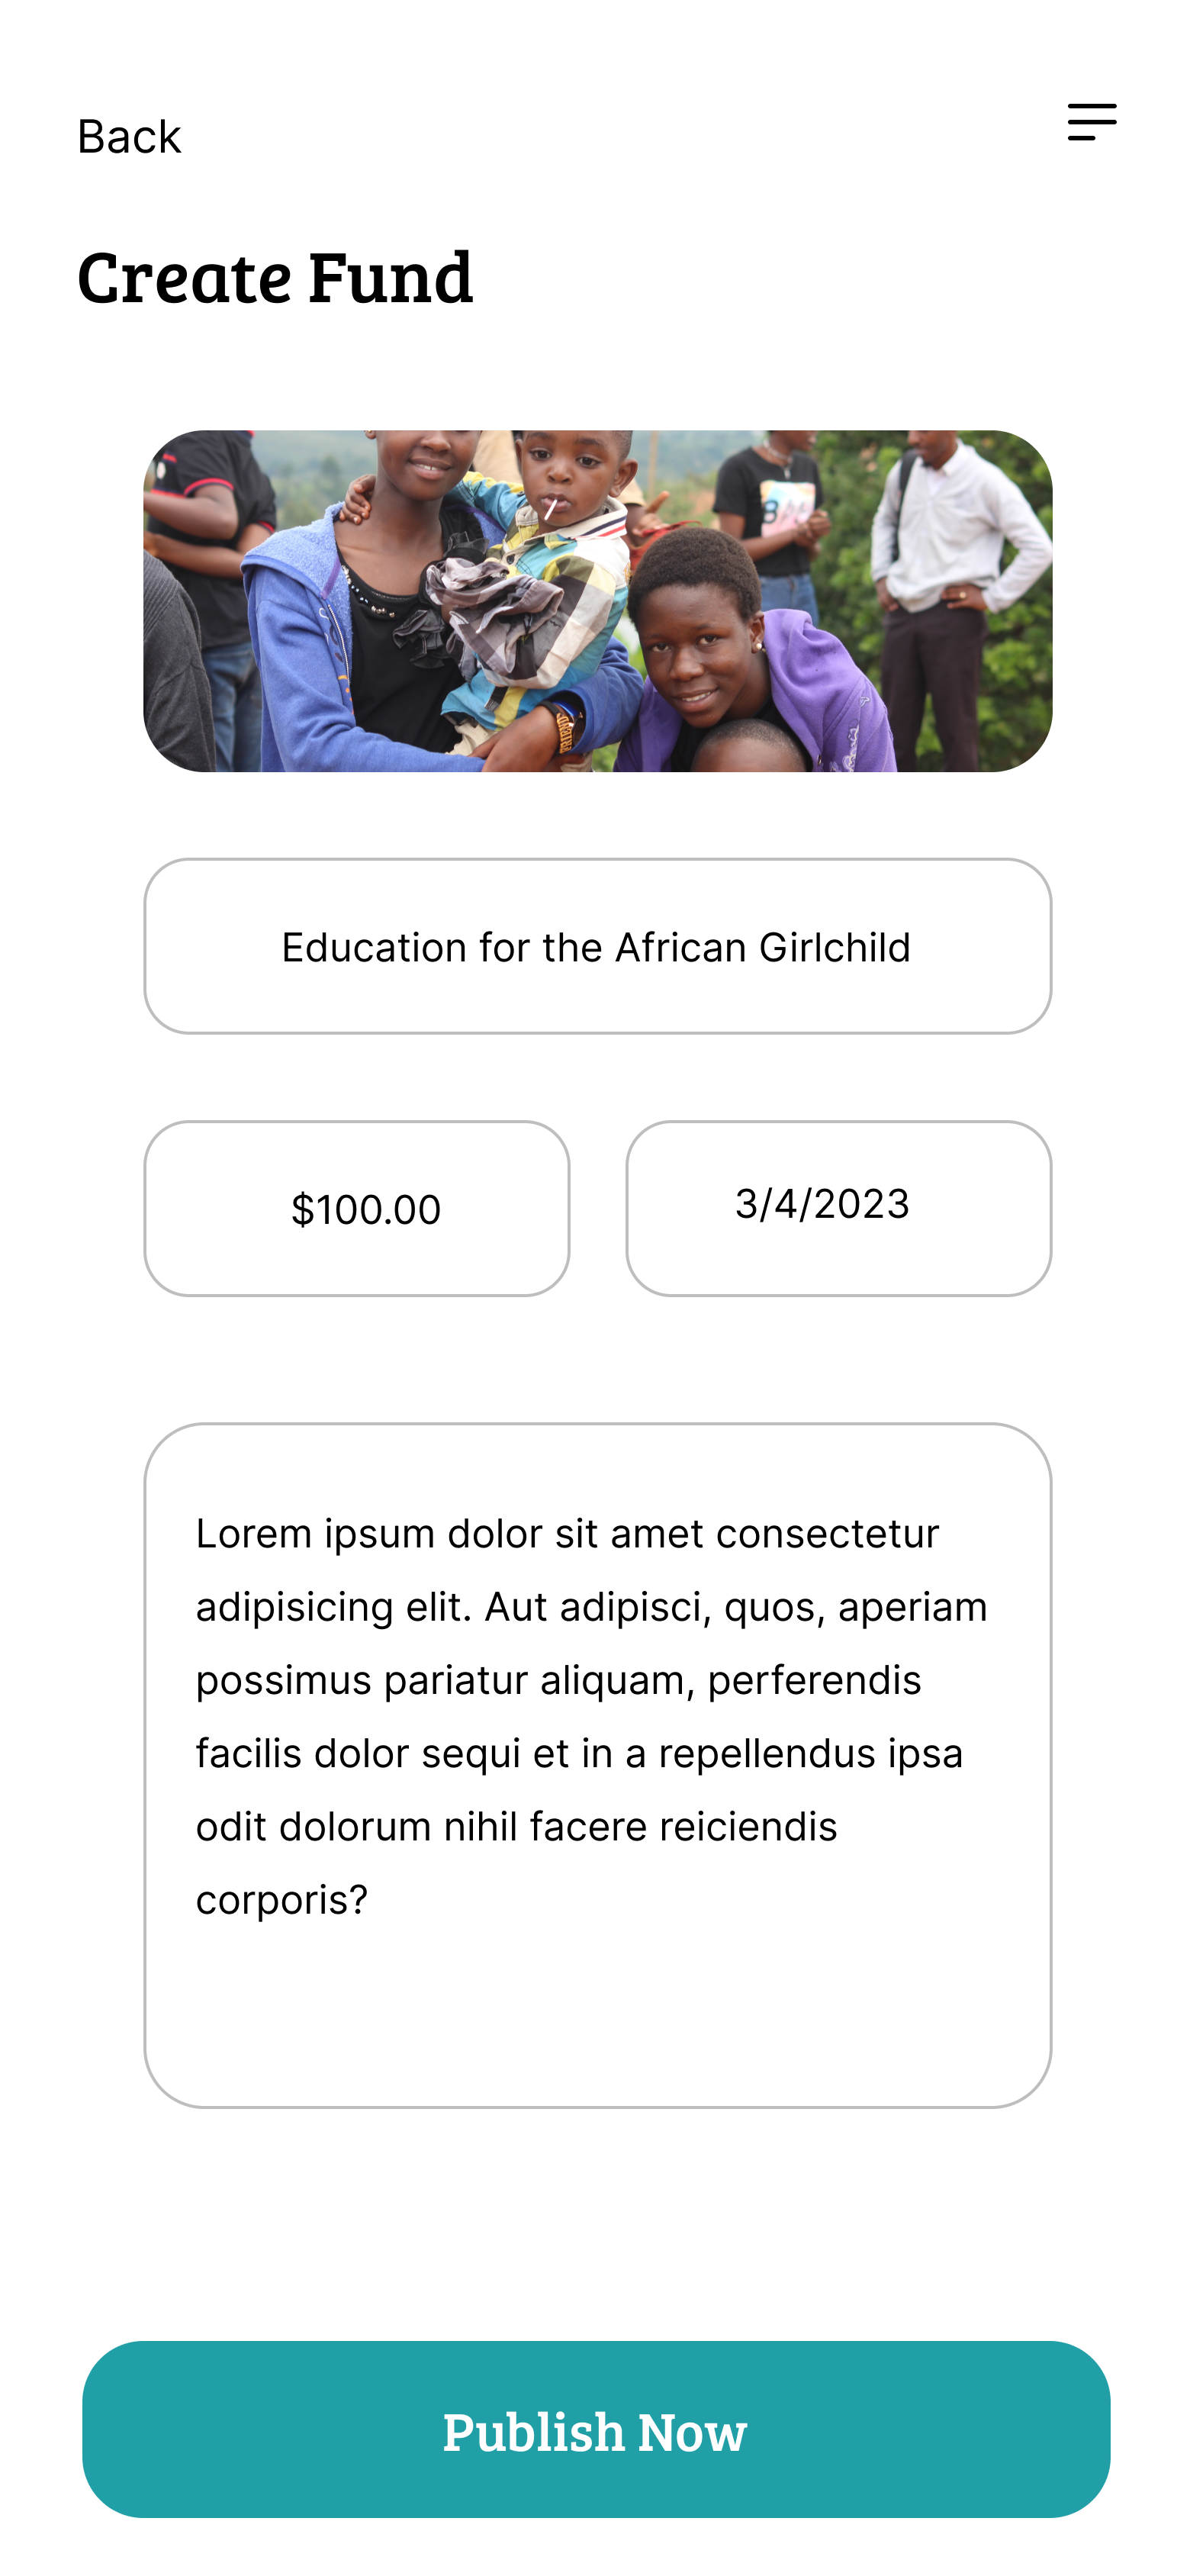 Back
Create Fund
Education for the African Girlchild
$100.00
3/4/2023
Lorem ipsum dolor sit amet consectetur
adipisicing elit. Aut adipisci, quos, aperiam
possimus pariatur aliquam, perferendis
facilis dolor sequi et in a repellendus ipsa
odit dolorum nihil facere reiciendis
corporis?
Publish Now